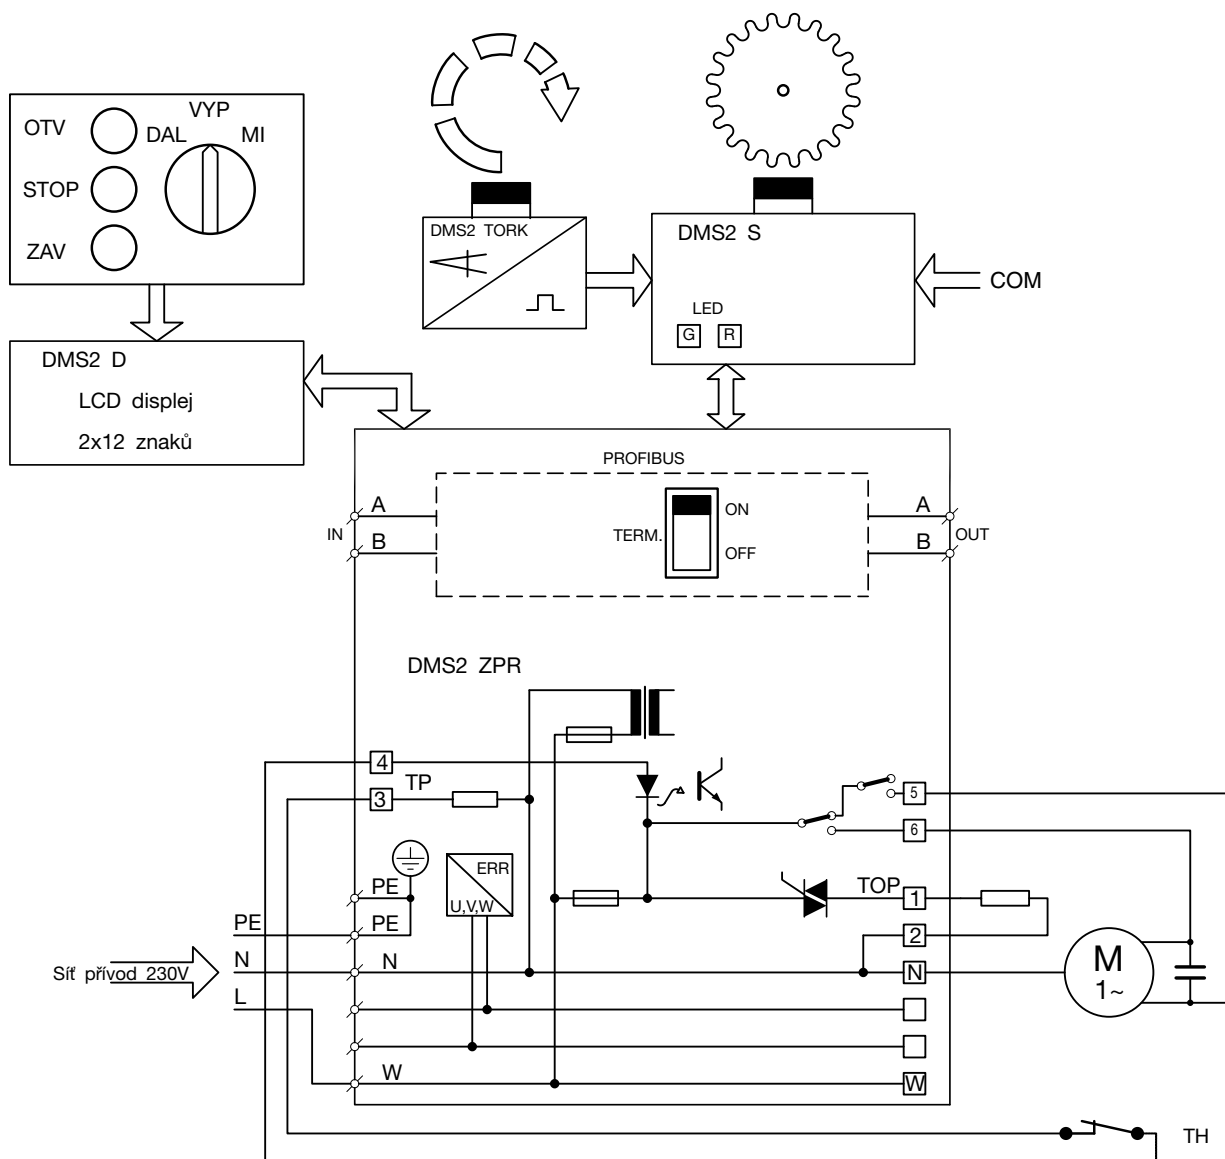 VYP
OTV
DAL
MI
STOP
ZAV
DMS2 TORK
DMS2 S
COM
LED
G
R
DMS2 D
LCD displej
2x12 znaků
PROFIBUS
A
A
ON
IN
TERM.
OUT
B
B
OFF
DMS2 ZPR
4
TP
3
5
6
ERR
U,V,W
PE
TOP
1
PE
PE
2
N
N
N
Síť přívod 230V
M
1~
L
W
W
TH